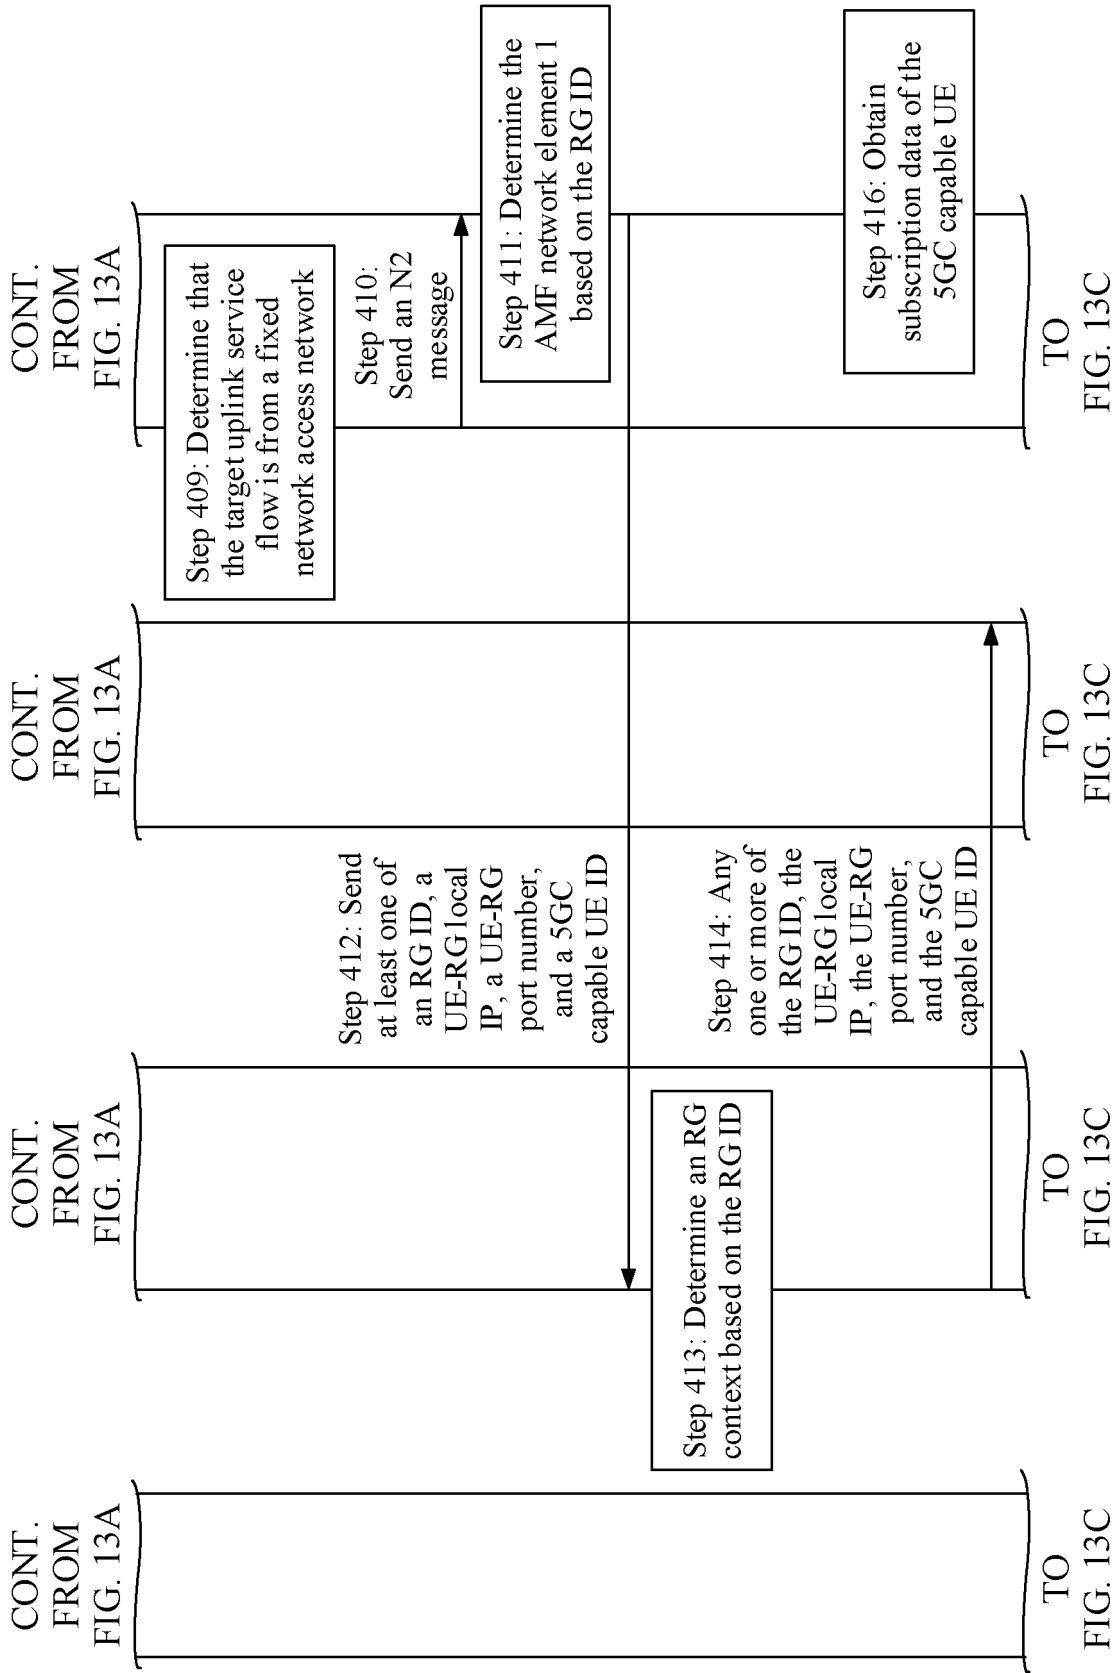 CONT.
FROM
FIG. 13A
CONT.
FROM
FIG. 13A
CONT.
FROM
FIG. 13A
CONT.
FROM
FIG. 13A
Step 409: Determine that
the target uplink service
flow is from a fixed
network access network
Step 410:
Send an N2
message
Step 411: Determine the
AMF network element 1
based on the RG ID
Step 412: Send
at least one of
an RG ID, a
UE-RG local
IP, a UE-RG
port number,
and a 5GC
capable UE ID
Step 413: Determine an RG
context based on the RG ID
Step 414: Any
one or more of
the RG ID, the
UE-RG local
IP, the UE-RG
port number,
and the 5GC
capable UE ID
Step 416: Obtain
subscription data of the
5GC capable UE
TO
FIG. 13C
TO
FIG. 13C
TO
FIG. 13C
TO
FIG. 13C